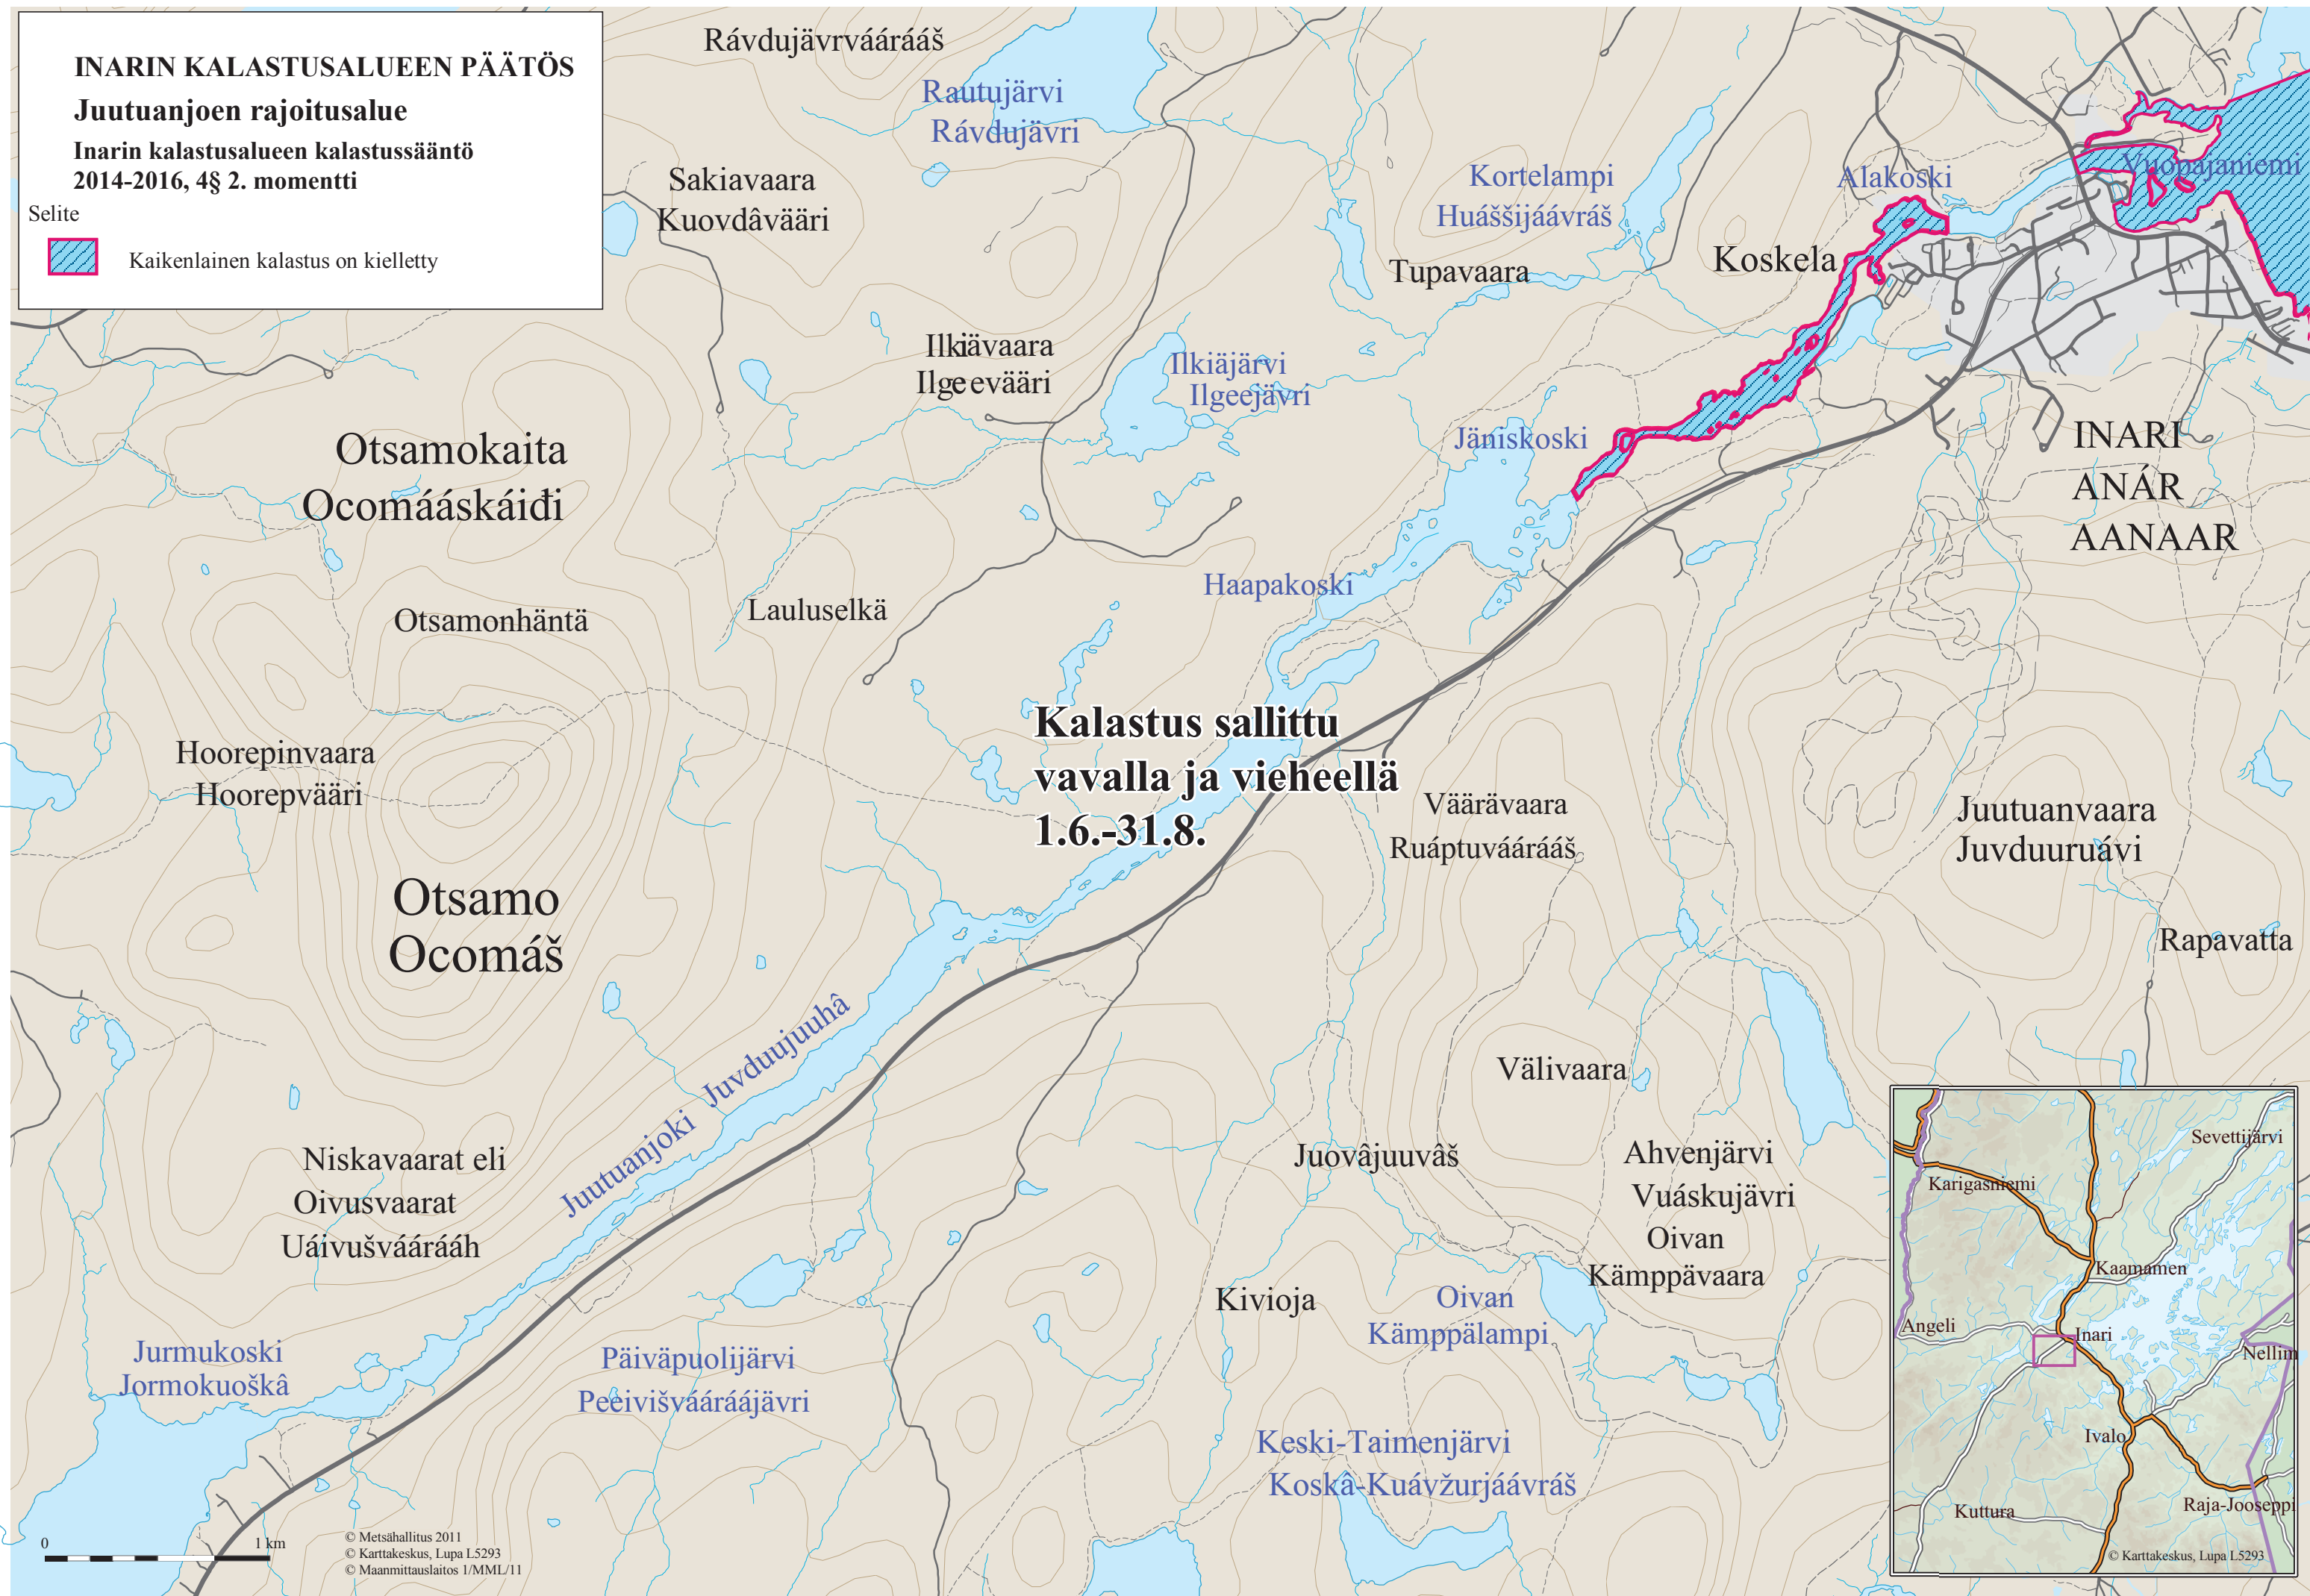 INARIN KALASTUSALUEEN PÄÄTÖS
Juutuanjoen rajoitusalue
Inarin kalastusalueen kalastussääntö
2014-2016, 4§ 2. momentti
Selite
Kaikenlainen kalastus on kielletty
Rávdujävrváárááš
Rautujärvi
Rávdujävri
Sakiavaara
Kuovdâvääri
Kortelampi
Huáššijáávráš
Alakoski
Vuopajaniemi
Tupavaara
Koskela
Ilkiävaara
Ilgeevääri
Ilkiäjärvi
Ilgeejävri
Otsamokaita
Ocomááskáiđi
Jäniskoski
INARI
ANÁR
AANAAR
Otsamonhäntä
Lauluselkä
Haapakoski
Kalastus sallittu
vavalla ja vieheellä
1.6.-31.8.
Hoorepinvaara
Hoorepvääri
Väärävaara
Ruáptuváárááš
Juutuanvaara
Juvduuruávi
Otsamo
Ocomáš
Rapavatta
Juutuanjoki Juvduujuuhâ
Välivaara
Niskavaarat eli
Oivusvaarat
Uáivušváárááh
Juovâjuuvâš
Ahvenjärvi
Vuáskujävri
Oivan
Kämppävaara
Kivioja
Oivan
Kämppälampi
Jurmukoski
Jormokuoškâ
Päiväpuolijärvi
Peeivišvááráájävri
Keski-Taimenjärvi
Koskâ-Kuávžurjáávráš
Sevettijärvi
Karigasniemi
Kaamamen
Angeli
Inari
Nellim
Ivalo
Kuttura
Raja-Jooseppi
© Karttakeskus, Lupa L5293
0 1 km
© Metsähallitus 2011
© Karttakeskus, Lupa L5293
© Maanmittauslaitos 1/MML/11